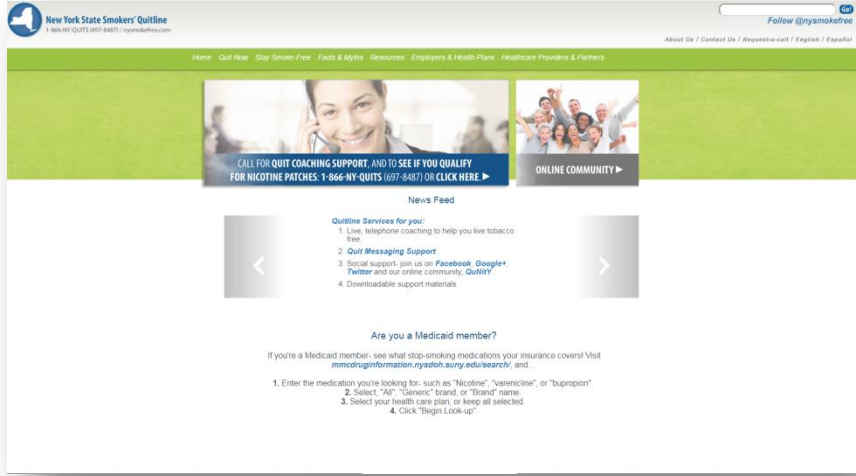 New York State Smokers' Quitline
1-866-NY-QUITS (697-8487) / nysmokefree.com
Go!
Follow @nysmokefree
About Us / Contact Us / Request-a-call / English / Español
Home Quit Now Stay Smoke-Free Facts & Myths Resources Employers & Health Plans Healthcare Providers & Partners
CALL FOR QUIT COACHING SUPPORT, AND TO SEE IF YOU QUALIFY
FOR NICOTINE PATCHES: 1-866-NY-QUITS (697-8487) OR CLICK HERE.
ONLINE COMMUNITY
News Feed
Quitline Services for you:
1. Live, telephone coaching to help you live tobacco
free.
2. Quit Messaging Support
3. Social support- join us on Facebook, Google+,
Twitter and our online community, QuNitY.
4. Downloadable support materials
Are you a Medicaid member?
If you're a Medicaid member- see what stop-smoking medications your insurance covers! Visit
mmcdruginformation.nysdoh.suny.edu/search/, and...
1. Enter the medication you're looking for- such as "Nicotine", "varenicline", or "bupropion".
2. Select, "All", "Generic" brand, or "Brand" name.
3. Select your health care plan, or keep all selected.
4. Click "Begin Look-up"